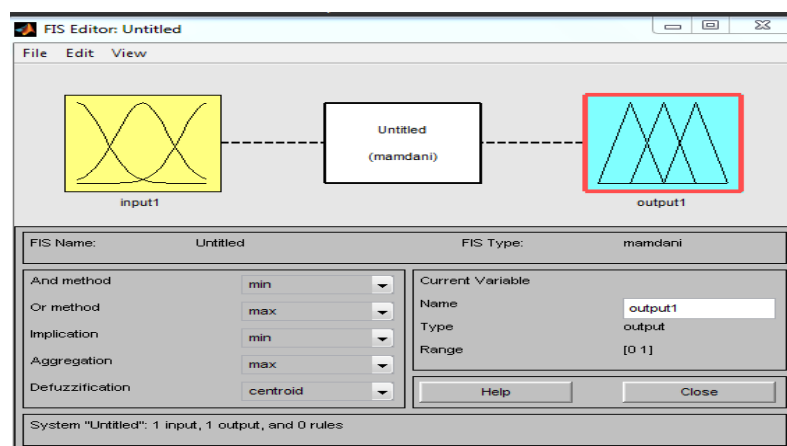 FIS Editor: Untitled
File Edit View
Untitled
(mamdani)
input1
output1
FIS Name: Untitled FIS Type: mamdani
And method min
Or method max
Implication min
Aggregation max
Defuzzification centroid
Current Variable
Name output1
Type output
Range [0 1]
Help Close
System "Untitled": 1 input, 1 output, and 0 rules